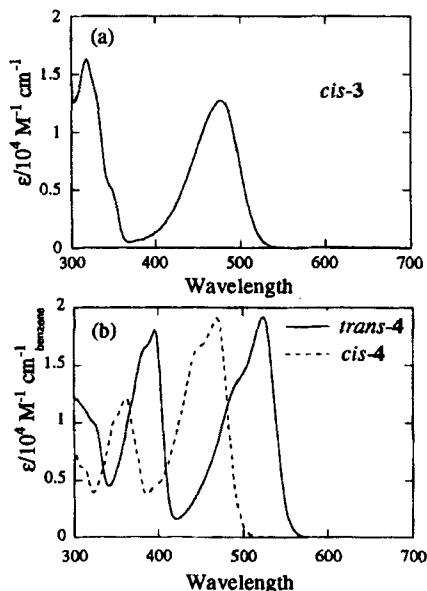 2
(a)
1.5
cis-3
1
0.5
0
ε/10⁴ M⁻¹ cm⁻¹
300 400 500 600 700
Wavelength
2
(b)
trans-4
cis-4
1.5
1
0.5
0
ε/10⁴ M⁻¹ cm⁻¹ benzene
300 400 500 600 700
Wavelength